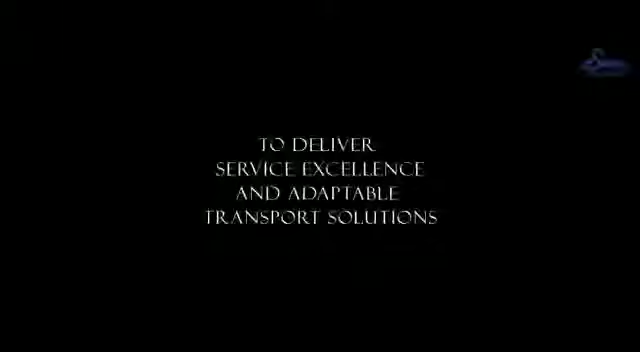 TO DELIVER
SERVICE EXCELLENCE
AND ADAPTABLE
TRANSPORT SOLUTIONS